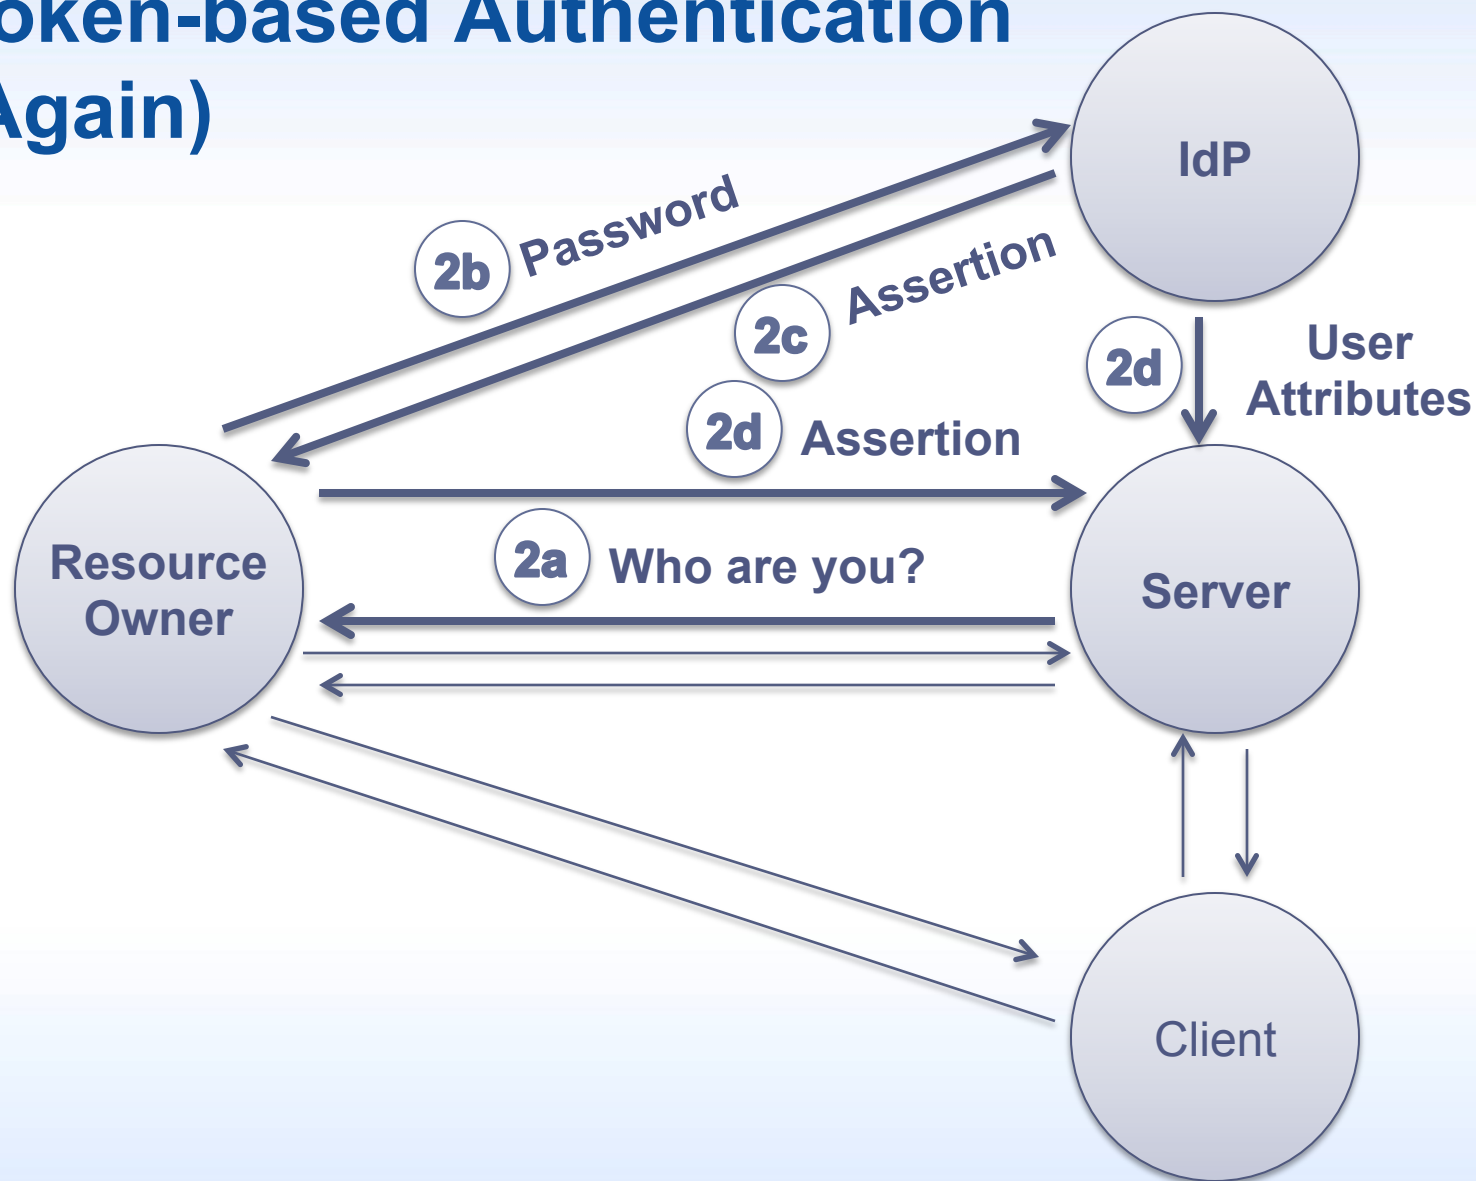 oken-based Authentication
Again)
IdP
2b Password
2c Assertion
2d User
Attributes
2d Assertion
2a Who are you?
Resource
Owner
Server
Client